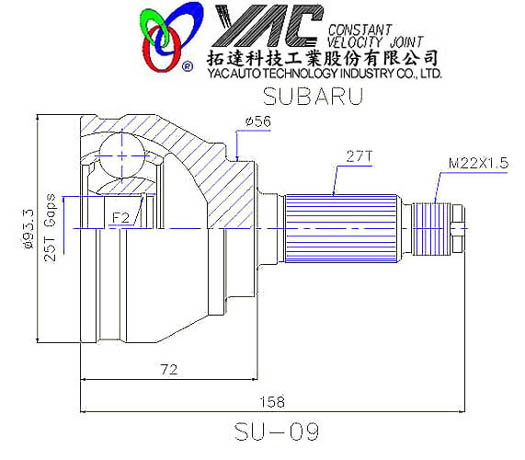 YAC CONSTANT
VELOCITY JOINT
®
拓達科技工業股份有限公司
YAC AUTO TECHNOLOGY INDUSTRY CO., LTD.
SUBARU
ø56
27T
M22X1.5
F2
25T Gaps
ø93.3
72
158
SU-09